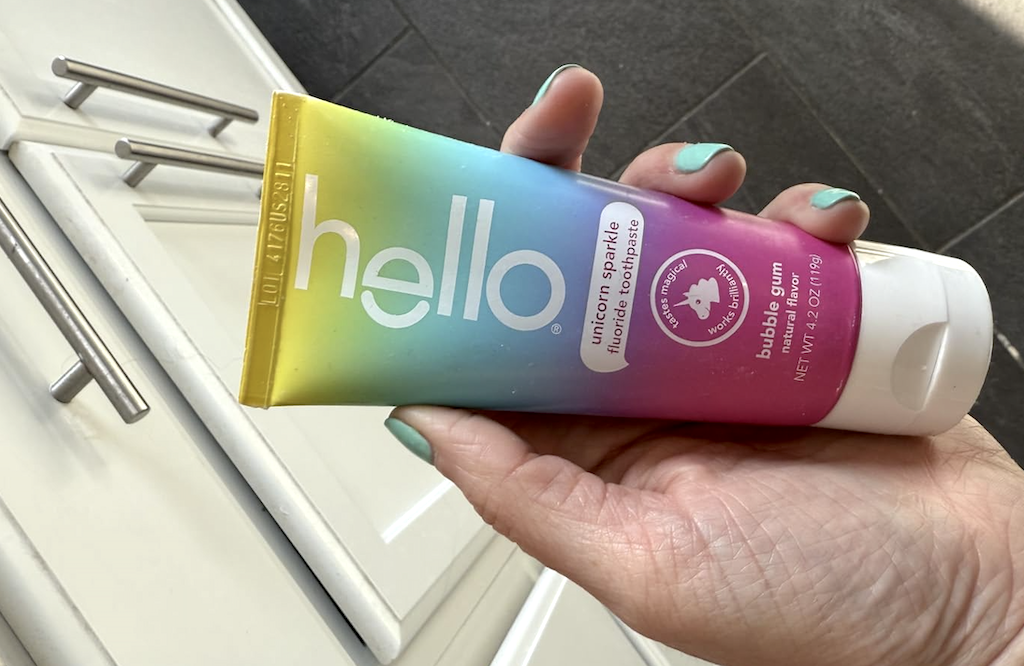 LOT 4176US2811
hello®
unicorn sparkle
fluoride toothpaste
tastes magical
works brilliantly
bubble gum
natural flavor
NET WT 4.2 OZ (119g)